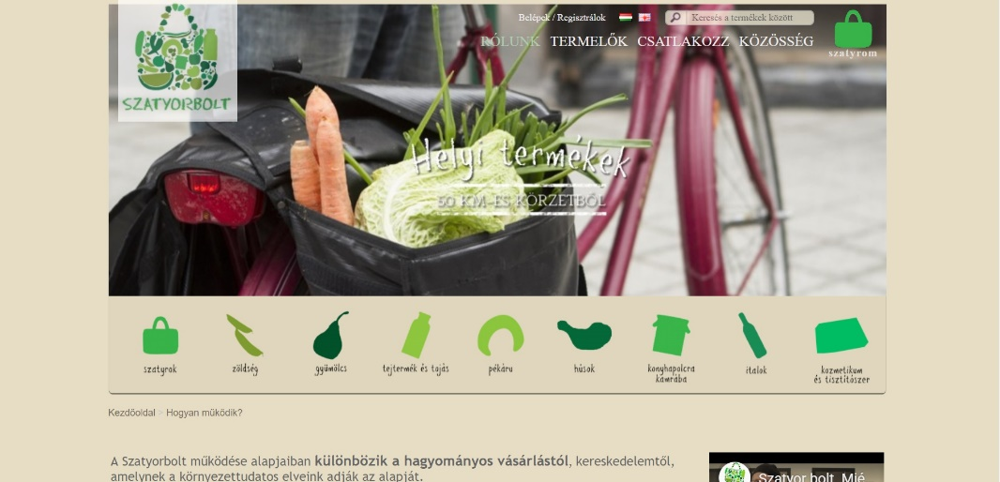 SZATYORBOLT
Belépek / Regisztrálok
Keresés a termékek között
RÓLUNK TERMELŐK CSATLAKOZZ KÖZÖSSÉG
szatyrom
Helyi termékek
50 KM-ES KÖRZETBŐL
szatyrok
zöldség
gyümölcs
tejtermék és tojás
pékáru
húsok
konyhapolcra
kamrába
italok
kozmetikum
és tisztítószer
Kezdőoldal > Hogyan működik?
A Szatyorbolt működése alapjaiban különbözik a hagyományos vásárlástól, kereskedelemtől,
amelynek a környezettudatos elveink adják az alapját.
Szatyor bolt Mié...